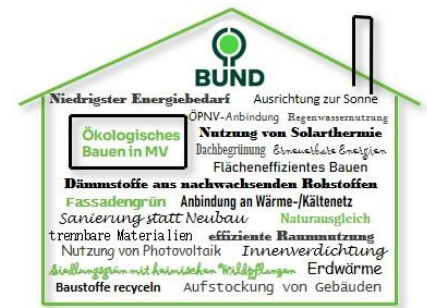 BUND
Niedrigster Energiebedarf Ausrichtung zur Sonne
ÖPNV-Anbindung Regenwassernutzung
Ökologisches
Bauen in MV
Nutzung von Solarthermie
Dachbegrünung Erneuerbare Energien
Flächeneffizientes Bauen
Dämmstoffe aus nachwachsenden Rohstoffen
Fassadengrün Anbindung an Wärme-/Kältenetz
Sanierung statt Neubau Naturausgleich
trennbare Materialien effiziente Raumnutzung
Nutzung von Photovoltaik Innenverdichtung
Siedlungsgrün mit heimischen Wildpflanzen Erdwärme
Baustoffe recyceln Aufstockung von Gebäuden